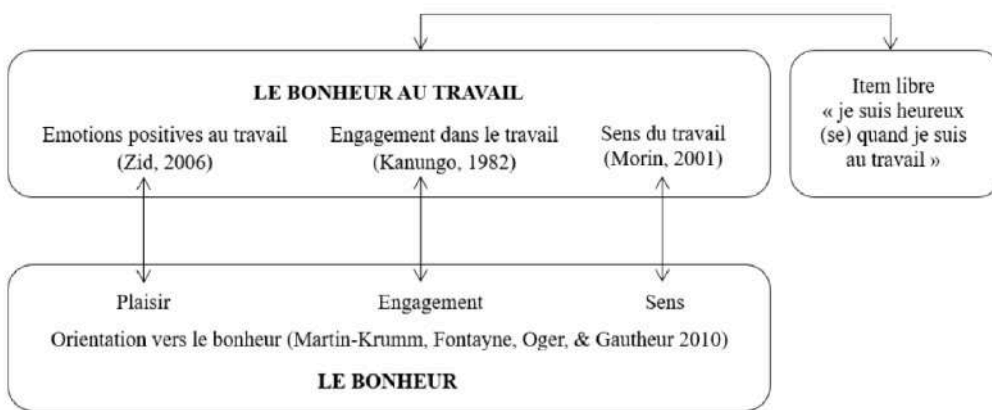 LE BONHEUR AU TRAVAIL
Emotions positives au travail
(Zid, 2006)
Engagement dans le travail
(Kanungo, 1982)
Sens du travail
(Morin, 2001)
Item libre
« je suis heureux
(se) quand je suis
au travail »
Plaisir
Engagement
Sens
Orientation vers le bonheur (Martin-Krumm, Fontayne, Oger, & Gautheur 2010)
LE BONHEUR